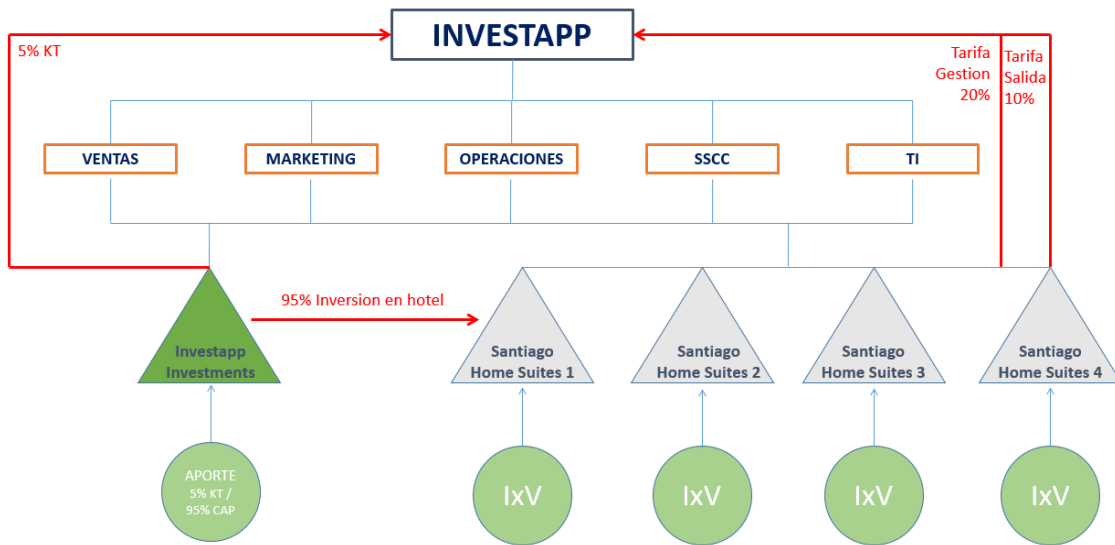 INVESTAPP
5% KT
Tarifa
Gestion
20%
Tarifa
Salida
10%
VENTAS
MARKETING
OPERACIONES
SSCC
TI
95% Inversion en hotel
Investapp
Investments
Santiago
Home Suites 1
Santiago
Home Suites 2
Santiago
Home Suites 3
Santiago
Home Suites 4
APORTE
5% KT /
95% CAP
IxV
IxV
IxV
IxV